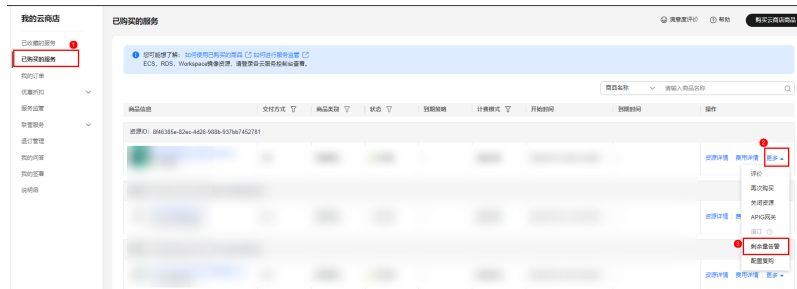 我的云商店
已购买的服务
满意度评价
帮助
购买云商店商品
已收藏的服务
1
已购买的服务
我的订单
优惠折扣
服务监管
联营服务
退订管理
我的问答
我的签署
说明函
您可能想了解：如何使用已购买的商品 如何进行服务监管
ECS、RDS、Workspace镜像资源，请登录各云服务控制台查看。
商品名称
请输入商品名称
商品信息
交付方式
商品类别
状态
到期策略
计费模式
开始时间
到期时间
操作
资源ID：8f46385e-82ec-4d26-988b-937bb7452781
2
资源详情 费用详情 更多
评价
再次购买
关闭资源
资源详情
APIG网关
退订
3
剩余量告警
配置复购
资源详情 费用详情 更多